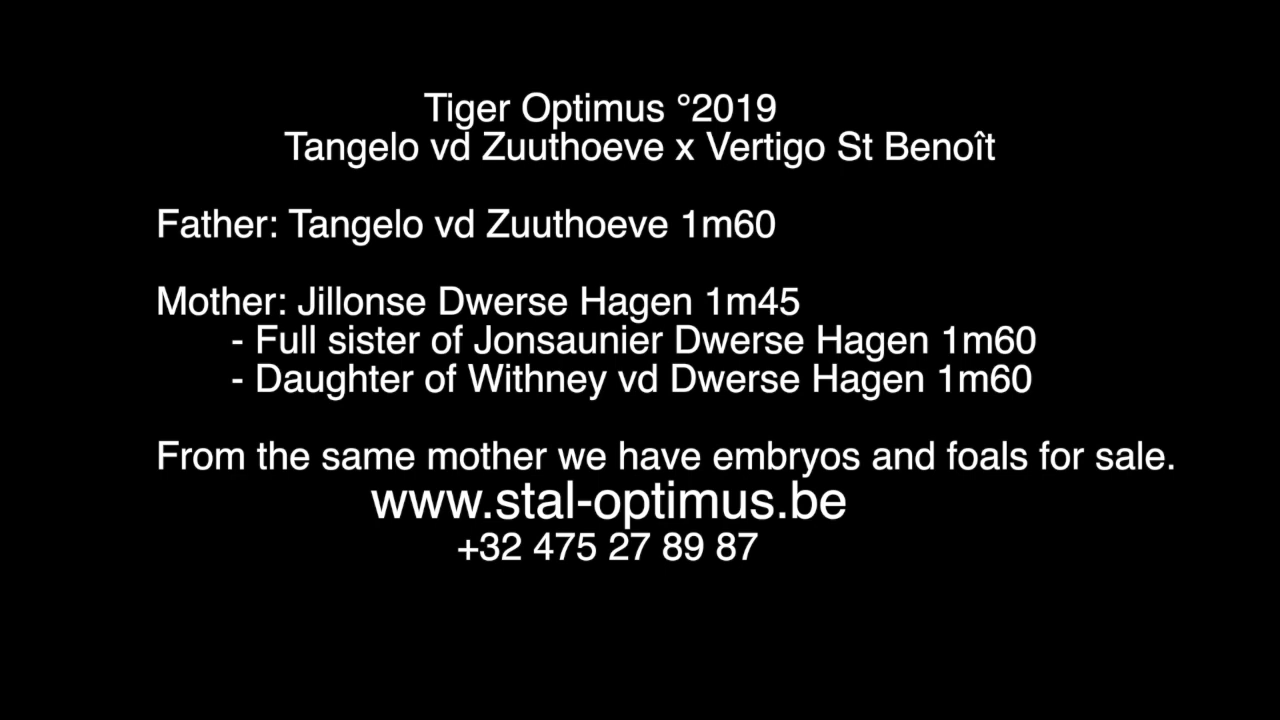 Tiger Optimus °2019
Tangelo vd Zuuthoeve x Vertigo St Benoît
Father: Tangelo vd Zuuthoeve 1m60
Mother: Jillonse Dwerse Hagen 1m45
- Full sister of Jonsaunier Dwerse Hagen 1m60
- Daughter of Withney vd Dwerse Hagen 1m60
From the same mother we have embryos and foals for sale.
www.stal-optimus.be
+32 475 27 89 87